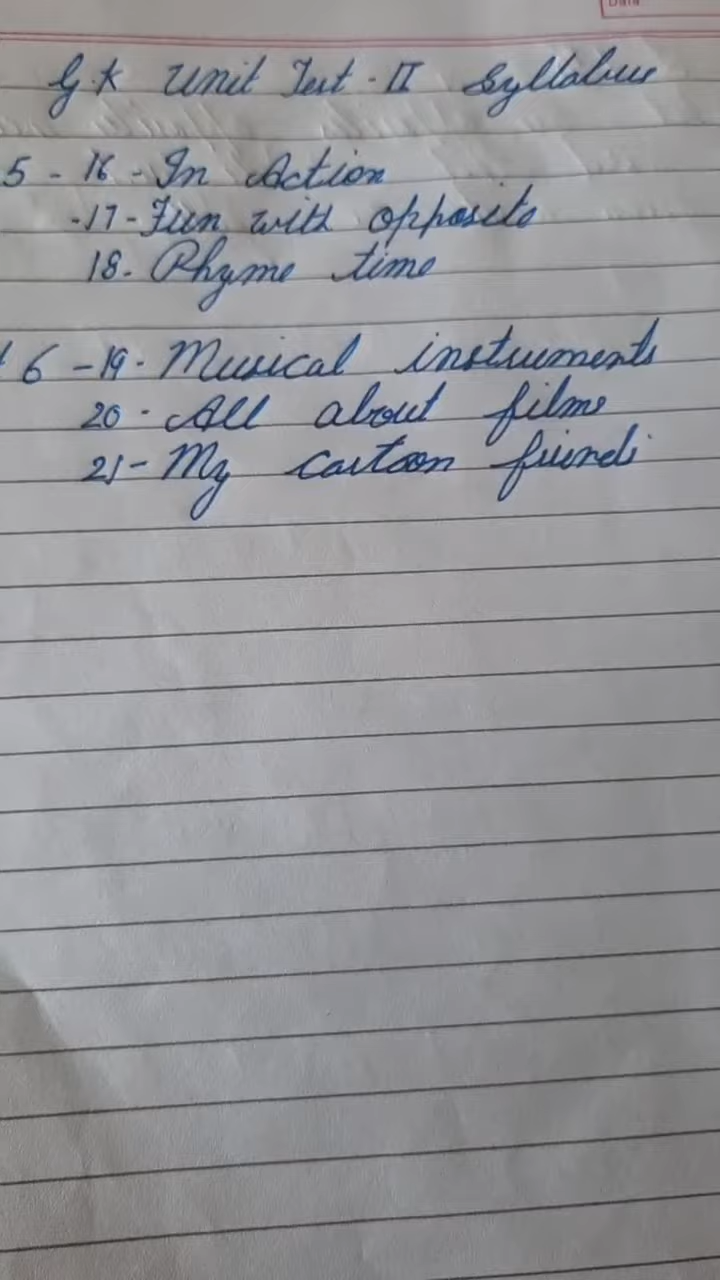 Data
G.K Unit Test - II Syllabus
5 - 16 - In Action
-17 - Fun with opposite
18. Rhyme time
6 - 19 - Musical instruments
20 - All about films
21 - My cartoon friends